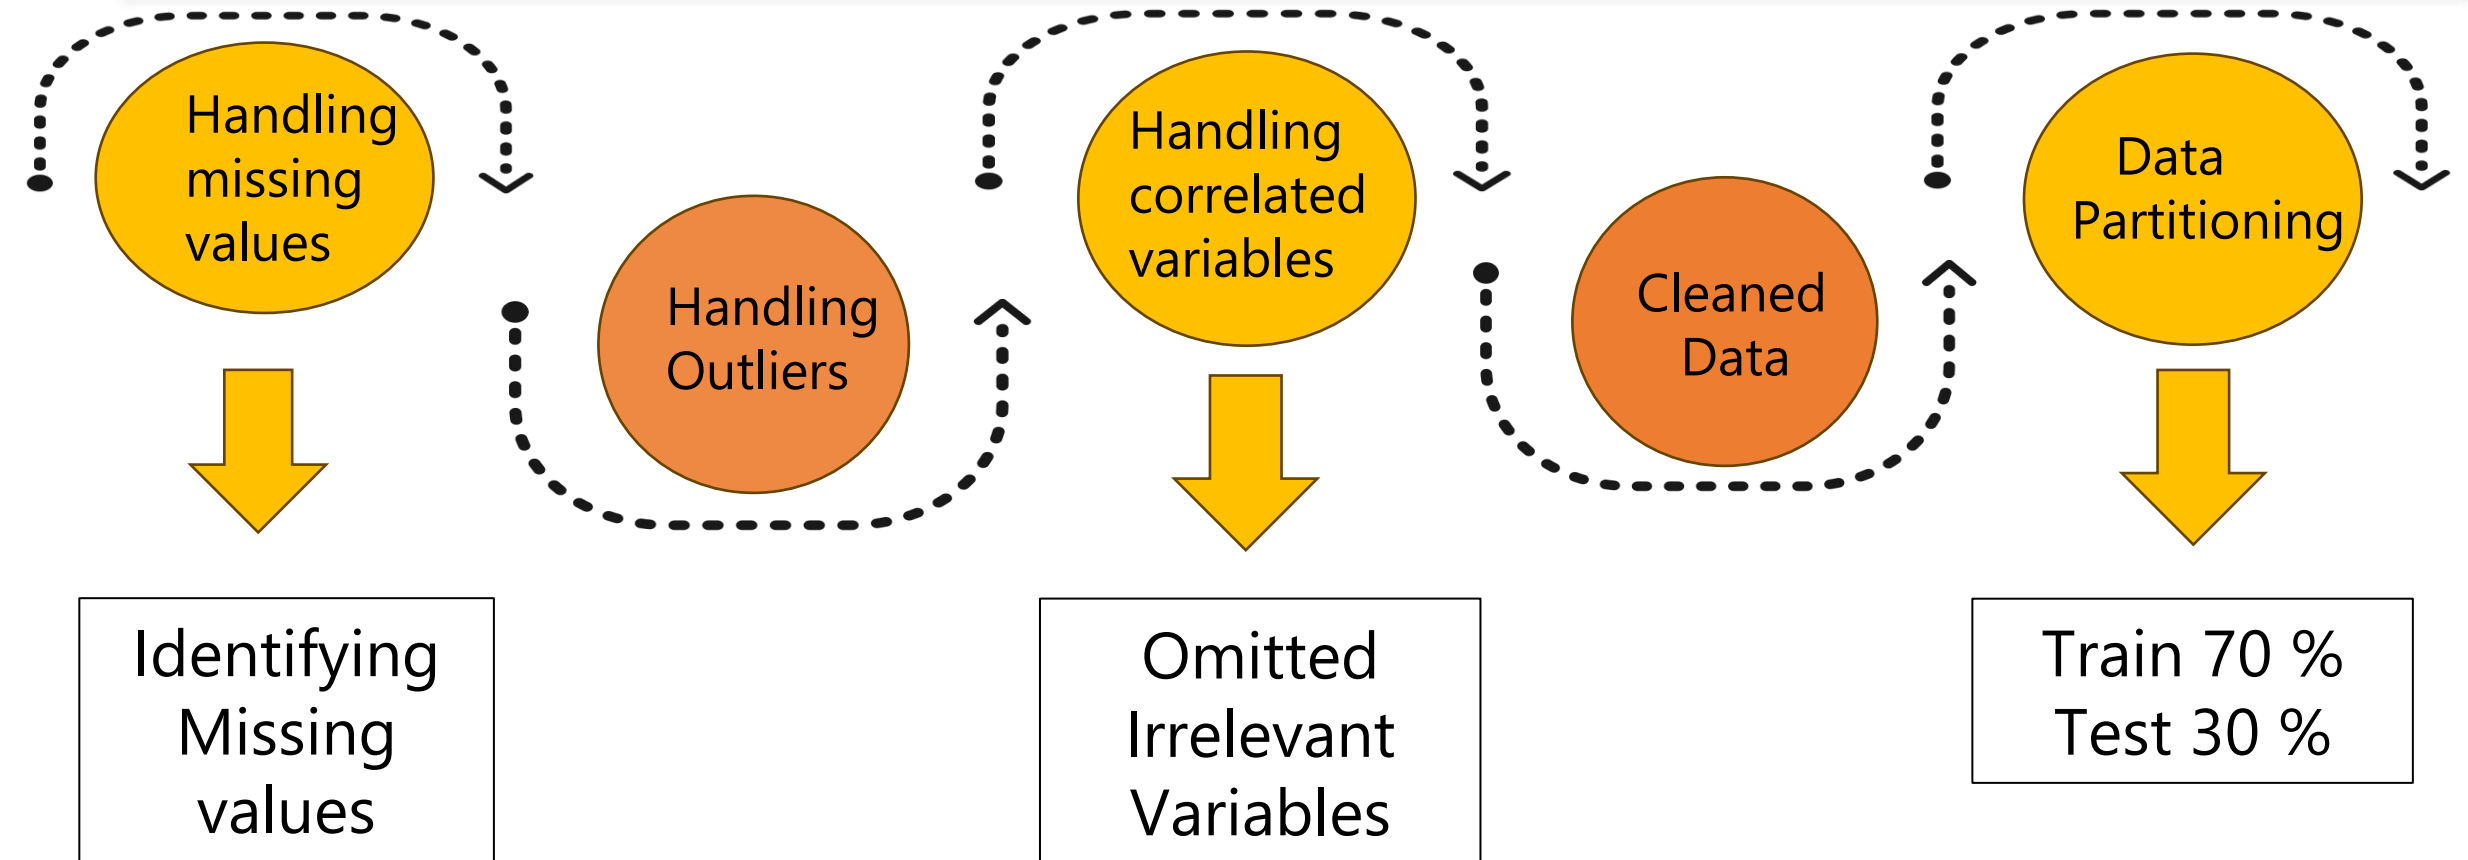 Handling
missing
values
Handling
Outliers
Handling
correlated
variables
Cleaned
Data
Data
Partitioning
Identifying
Missing
values
Omitted
Irrelevant
Variables
Train 70 %
Test 30 %